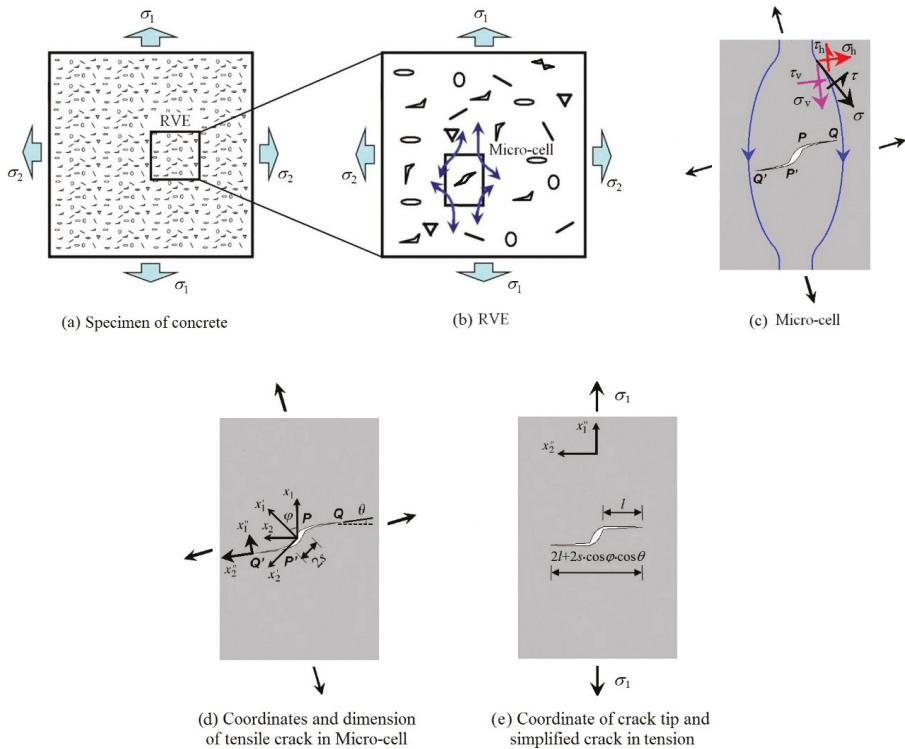 σ₁
σ₁
RVE
Micro-cell
σ₂
σ₂
σ₂
σ₂
σ₁
σ₁
τₕ
σₕ
τᵥ
τ
σᵥ
σ
P
Q
Q'
P'
(a) Specimen of concrete
(b) RVE
(c) Micro-cell
σ₁
x₁"
x₂"
x₁
x₁'
φ
P
Q
θ
x₁"
x₂
x₂"
Q'
P'
2s
x₂'
l
2l+2s·cosφ·cosθ
σ₁
(d) Coordinates and dimension
of tensile crack in Micro-cell
(e) Coordinate of crack tip and
simplified crack in tension